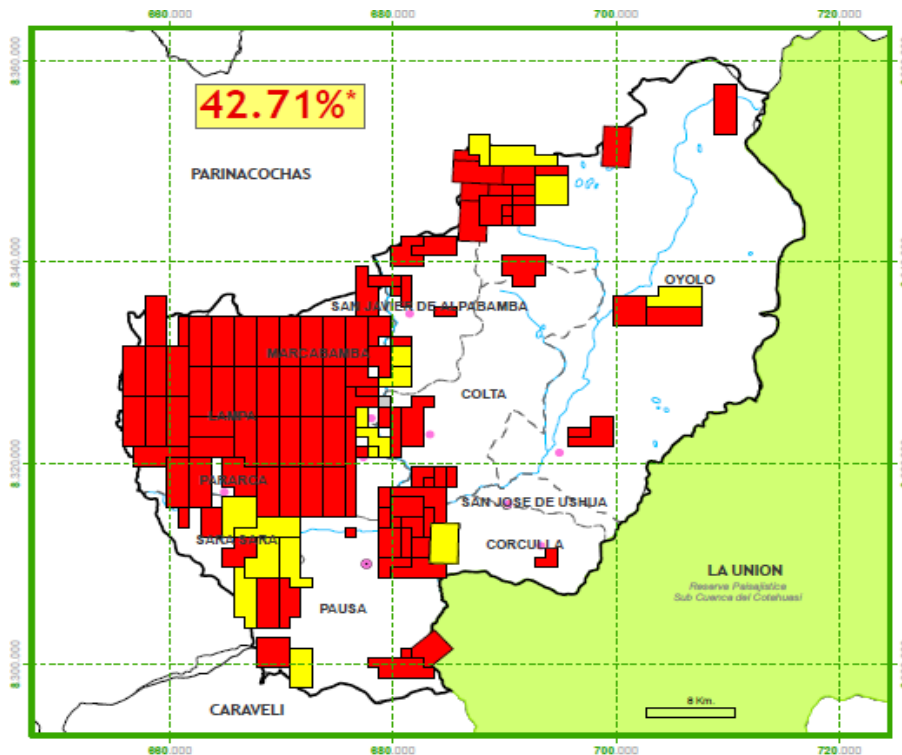 660.000
680.000
700.000
720.000
8.360.000
42.71%*
PARINACOCHAS
8.340.000
OYOLO
SAN JAVIER DE ALPABAMBA
MARCABAMBA
COLTA
LAMPA
8.320.000
PARARCA
SAN JOSE DE USHUA
SARA SARA
CORCULLA
LA UNION
Reserva Paisajística
Sub Cuenca del Cotahuasi
PAUSA
8.300.000
8 Km.
CARAVELI
660.000
680.000
700.000
720.000